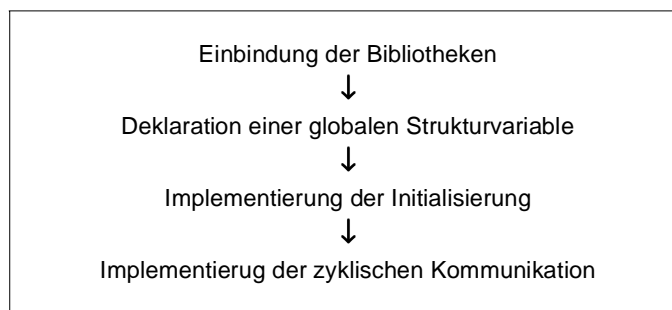 Einbindung der Bibliotheken
↓
Deklaration einer globalen Strukturvariable
↓
Implementierung der Initialisierung
↓
Implementierug der zyklischen Kommunikation